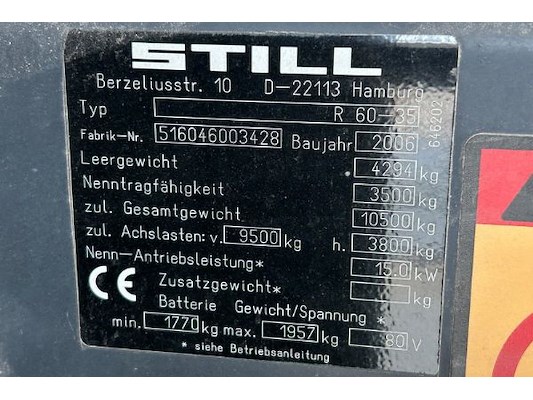 STILL
Berzeliusstr. 10 D-22113 Hamburg
Typ R 60-35
Fabrik-Nr. 516046003428 Baujahr 2006
Leergewicht 4294 kg
Nenntragfähigkeit 3500 kg
zul. Gesamtgewicht 10500 kg
zul. Achslasten: v. 9500 kg h. 3800 kg
Nenn-Antriebsleistung* 15.0 kW
CE Zusatzgewicht* kg
Batterie Gewicht/Spannung *
min. 1770 kg max. 1957 kg 80 V
* siehe Betriebsanleitung
646202